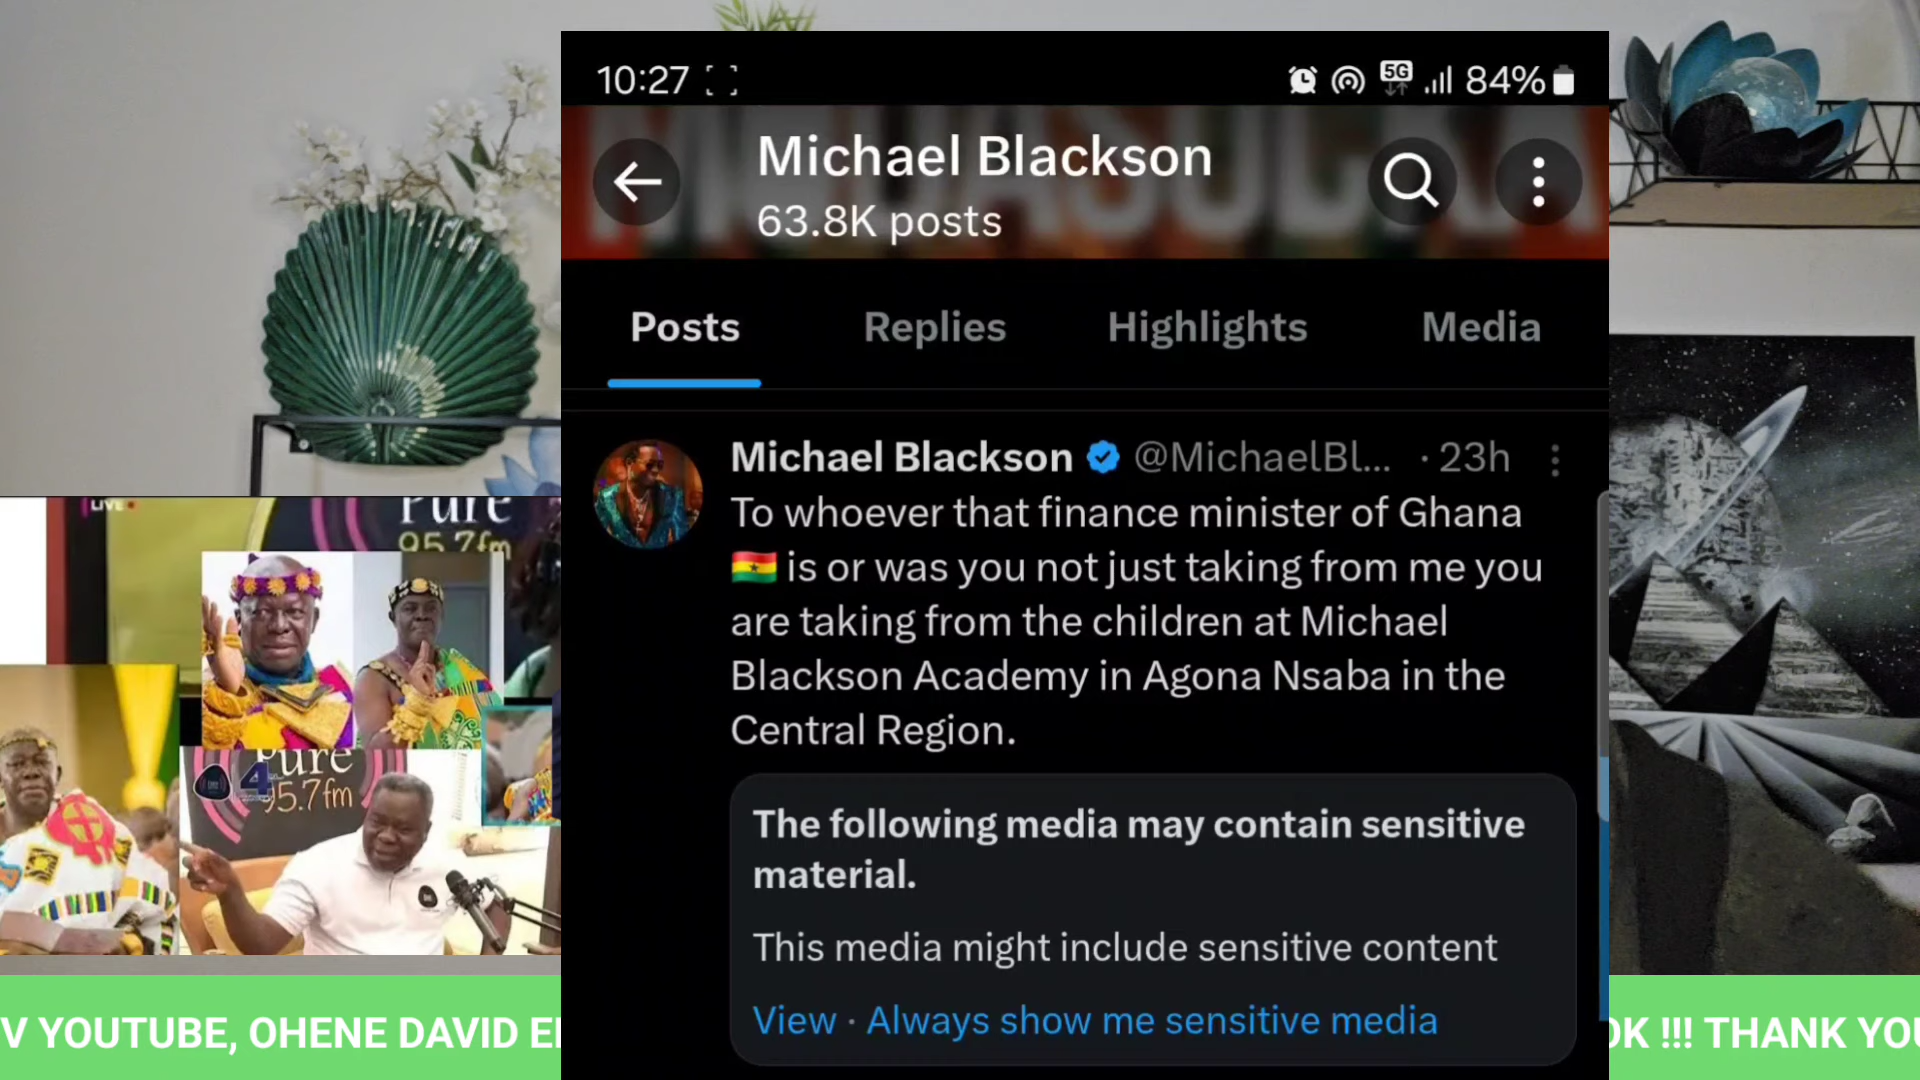 10:27
5G
84%
Michael Blackson
63.8K posts
Posts
Replies
Highlights
Media
Michael Blackson @MichaelBl... · 23h
To whoever that finance minister of Ghana
🇬🇭 is or was you not just taking from me you
are taking from the children at Michael
Blackson Academy in Agona Nsaba in the
Central Region.
The following media may contain sensitive
material.
This media might include sensitive content
View · Always show me sensitive media
LIVE
Pure
95.7fm
4
Pure
95.7fm
V YOUTUBE, OHENE DAVID
!!! THANK